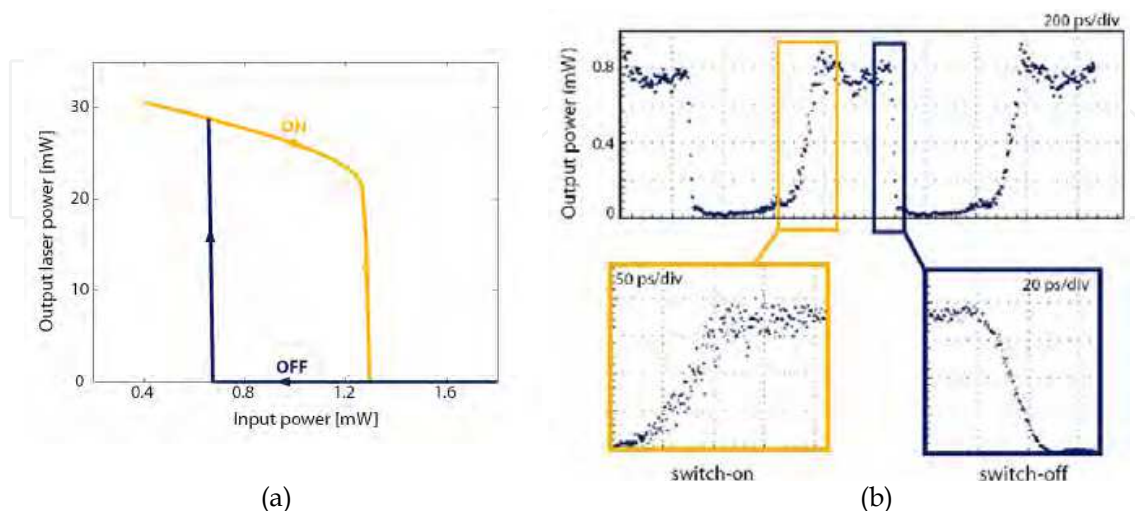 Output laser power [mW]
30
20
10
0
ON
OFF
0.4
0.8
1.2
1.6
Input power [mW]
(a)
200 ps/div
Output power (mW)
0.8
0.4
0
50 ps/div
20 ps/div
switch-on
switch-off
(b)